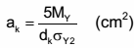 a_k = 5M_Y / d_k σ_Y2 (cm²)